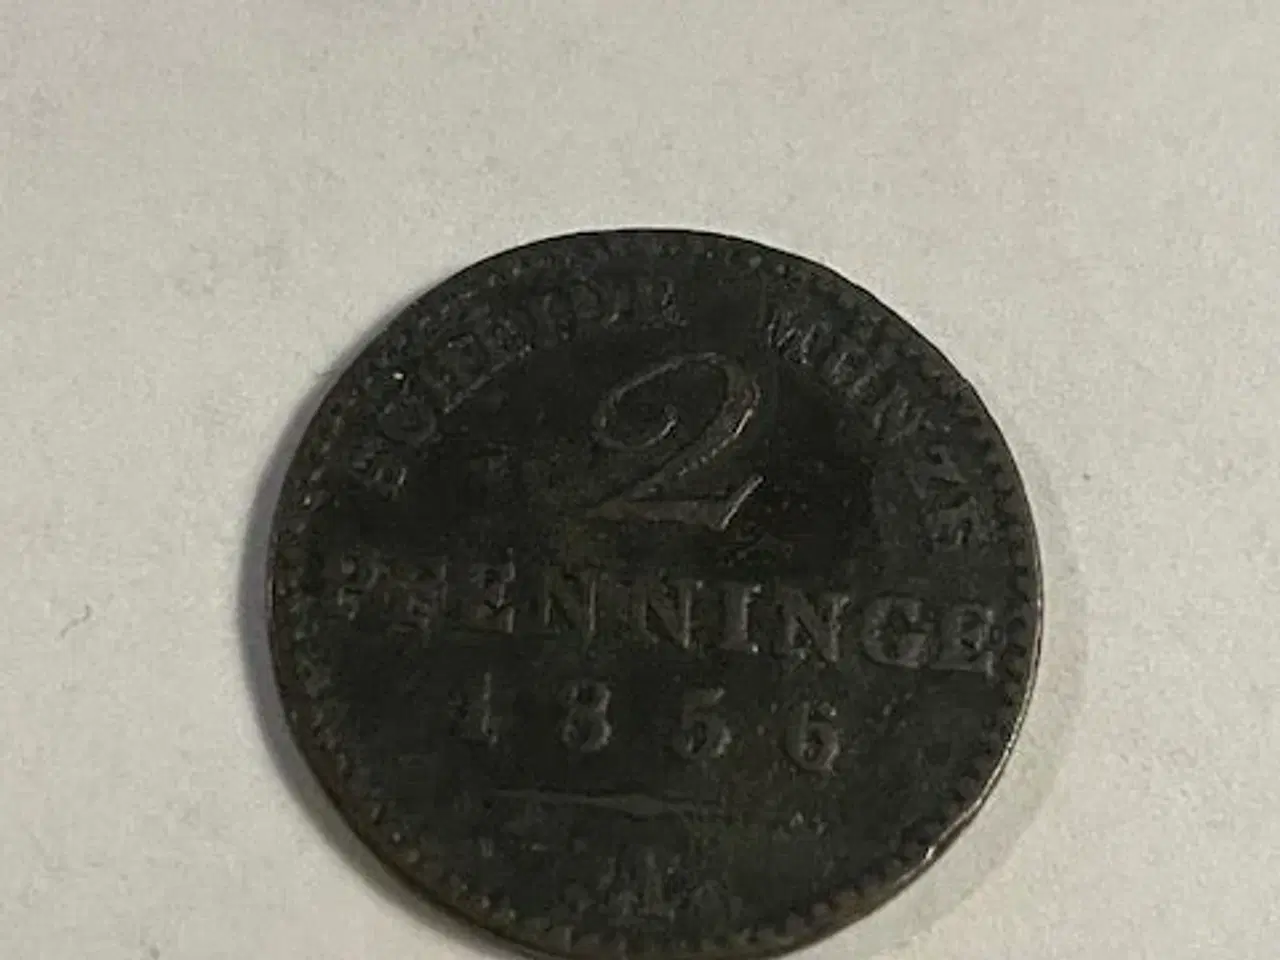 SCHEIDE MÜNZE
2
PFENNINGE
1856
A